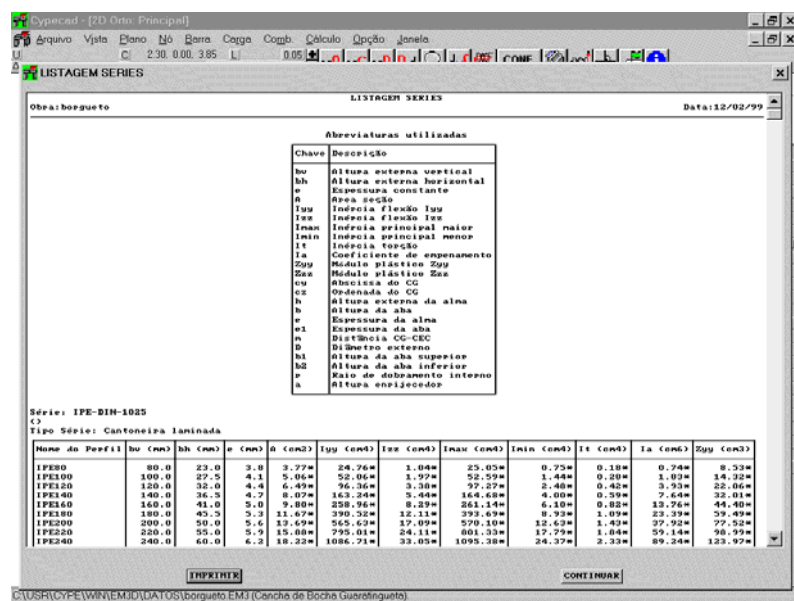 Cypecad - [2D Orto: Principal]
Arquivo Vista Plano Nó Barra Carga Comb. Cálculo Opção Janela
C| 2.30, 0.00, 3.85 L| 0.05
LISTAGEM SERIES
LISTAGEM SERIES
Obra:borgueto Data:12/02/99
Abreviaturas utilizadas
Chave Descrição
bv Altura externa vertical
bh Altura externa horizontal
e Espessura constante
A Area seção
Iyy Inércia flexão Iyy
Izz Inércia flexão Izz
Imax Inércia principal maior
Imin Inércia principal menor
It Inércia torção
Ia Coeficiente de empenamento
Zyy Módulo plástico Zyy
Zzz Módulo plástico Zzz
cy Abscissa do CG
cz Ordenada do CG
h Altura externa da alma
b Altura da aba
e Espessura da alma
e1 Espessura da aba
m Distância CG-CEC
D Diâmetro externo
b1 Altura da aba superior
b2 Altura da aba inferior
r Raio de dobramento interno
a Altura enrijecedor
Série: IPE-DIN-1025
()
Tipo Série: Cantoneira laminada
Nome do Perfil bv (mm) bh (mm) e (mm) A (cm2) Iyy (cm4) Izz (cm4) Imax (cm4) Imin (cm4) It (cm4) Ia (cm6) Zyy (cm3)
IPE80 80.0 23.0 3.8 3.77* 24.76* 1.04* 25.05* 0.75* 0.18* 0.74* 8.53*
IPE100 100.0 27.5 4.1 5.06* 52.06* 1.97* 52.59* 1.44* 0.28* 1.03* 14.32*
IPE120 120.0 32.0 4.4 6.49* 96.36* 3.38* 97.27* 2.48* 0.42* 3.93* 22.06*
IPE140 140.0 36.5 4.7 8.07* 163.24* 5.44* 164.68* 4.00* 0.59* 7.64* 32.01*
IPE160 160.0 41.0 5.0 9.80* 258.96* 8.29* 261.14* 6.10* 0.82* 13.76* 44.40*
IPE180 180.0 45.5 5.3 11.67* 390.52* 12.11* 393.69* 8.93* 1.09* 23.39* 59.49*
IPE200 200.0 50.0 5.6 13.69* 565.63* 17.09* 570.10* 12.63* 1.43* 37.92* 77.52*
IPE220 220.0 55.0 5.9 15.88* 795.01* 24.11* 801.33* 17.79* 1.84* 59.14* 98.99*
IPE240 240.0 60.0 6.2 18.22* 1086.71* 33.05* 1095.38* 24.37* 2.33* 89.24* 123.97*
IMPRIMIR CONTINUAR
C:\USR\CYPE\WIN\EM3D\DATOS\borgueto.EM3 (Cancha de Bocha Guaratingueta).